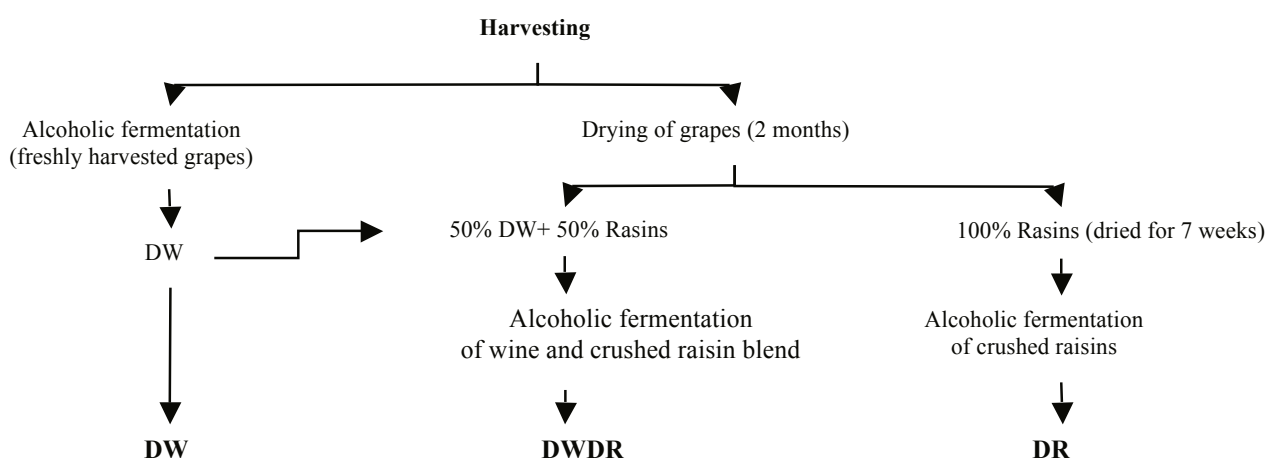 Harvesting
Alcoholic fermentation
(freshly harvested grapes)
Drying of grapes (2 months)
DW
50% DW+ 50% Rasins
100% Rasins (dried for 7 weeks)
Alcoholic fermentation
of wine and crushed raisin blend
Alcoholic fermentation
of crushed raisins
DW
DWDR
DR